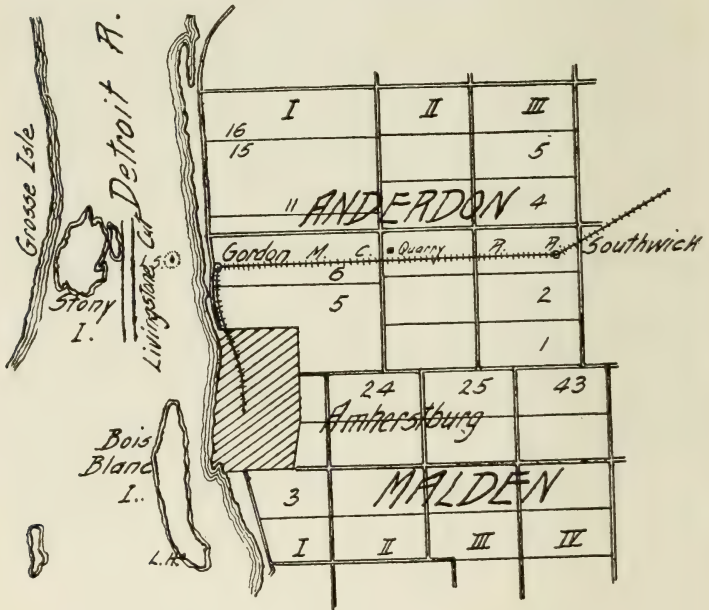 Grosse Isle
Detroit R.
Livingstone Cut
Stony
I.
Bois
Blanc
I..
L.H.
I II III
16
15 5
11 ANDERDON 4
Gordon M. C. Quarry R. R. Southwick
6
5 2
1
24 25 43
Amherstburg
3 MALDEN
I II III IV